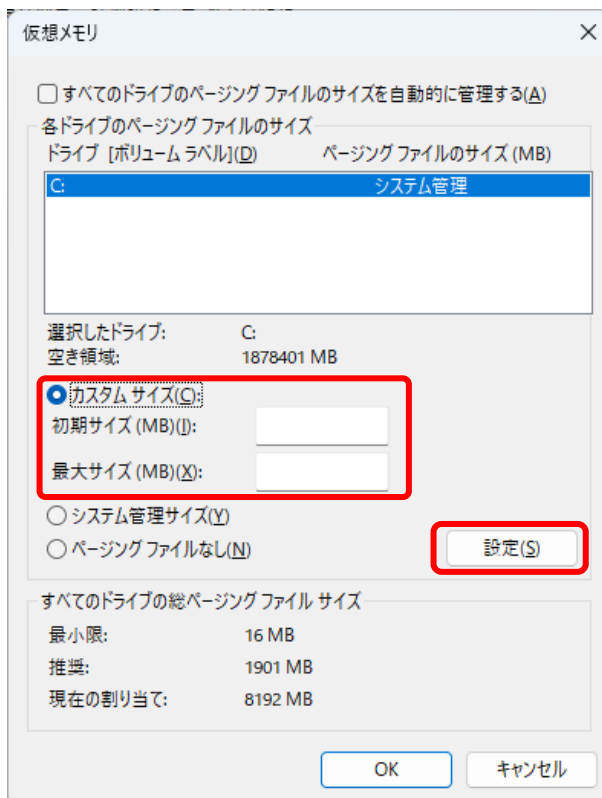 仮想メモリ
すべてのドライブのページング ファイルのサイズを自動的に管理する(A)
各ドライブのページング ファイルのサイズ
ドライブ [ボリューム ラベル](D) ページング ファイルのサイズ (MB)
C: システム管理
選択したドライブ: C:
空き領域: 1878401 MB
カスタム サイズ(C):
初期サイズ (MB)(I):
最大サイズ (MB)(X):
システム管理サイズ(Y)
ページング ファイルなし(N)
設定(S)
すべてのドライブの総ページング ファイル サイズ
最小限: 16 MB
推奨: 1901 MB
現在の割り当て: 8192 MB
OK キャンセル